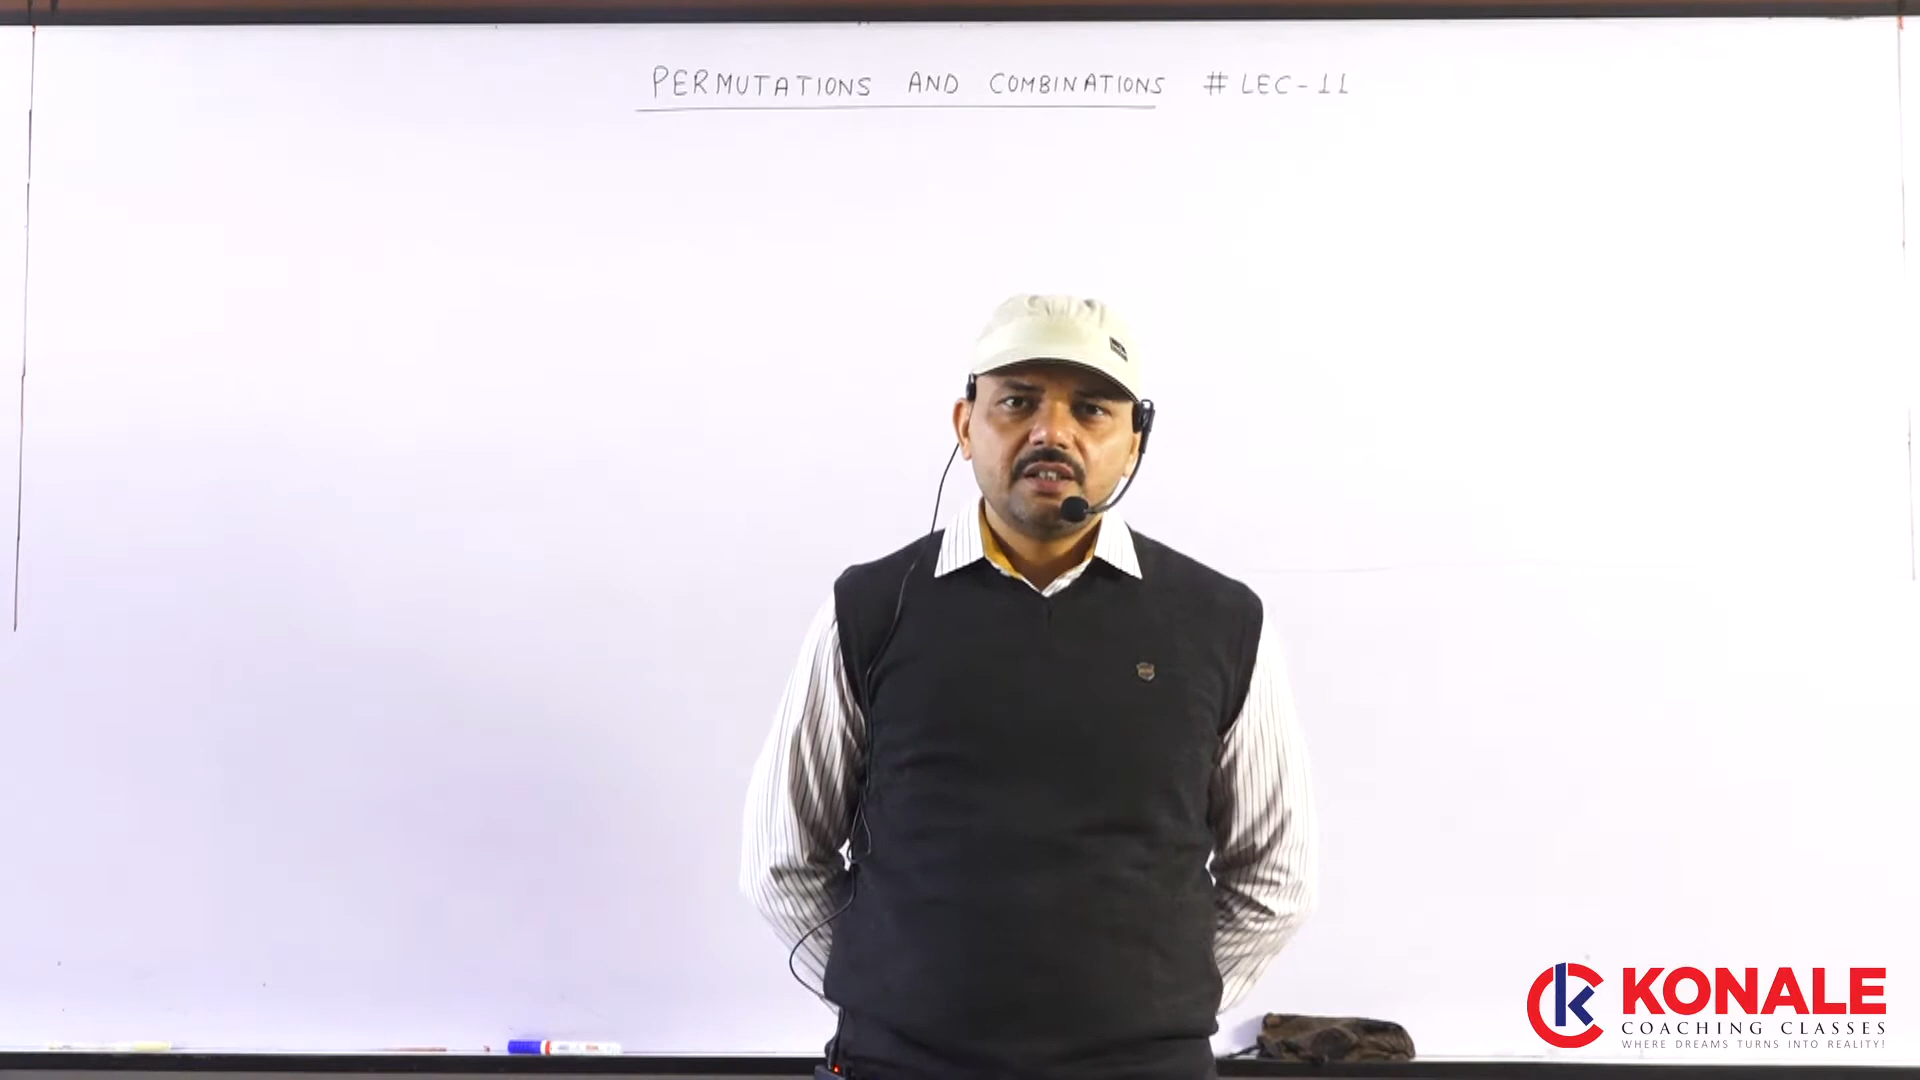 PERMUTATIONS AND COMBINATIONS # LEC-11
KONALE
COACHING CLASSES
WHERE DREAMS TURNS INTO REALITY!